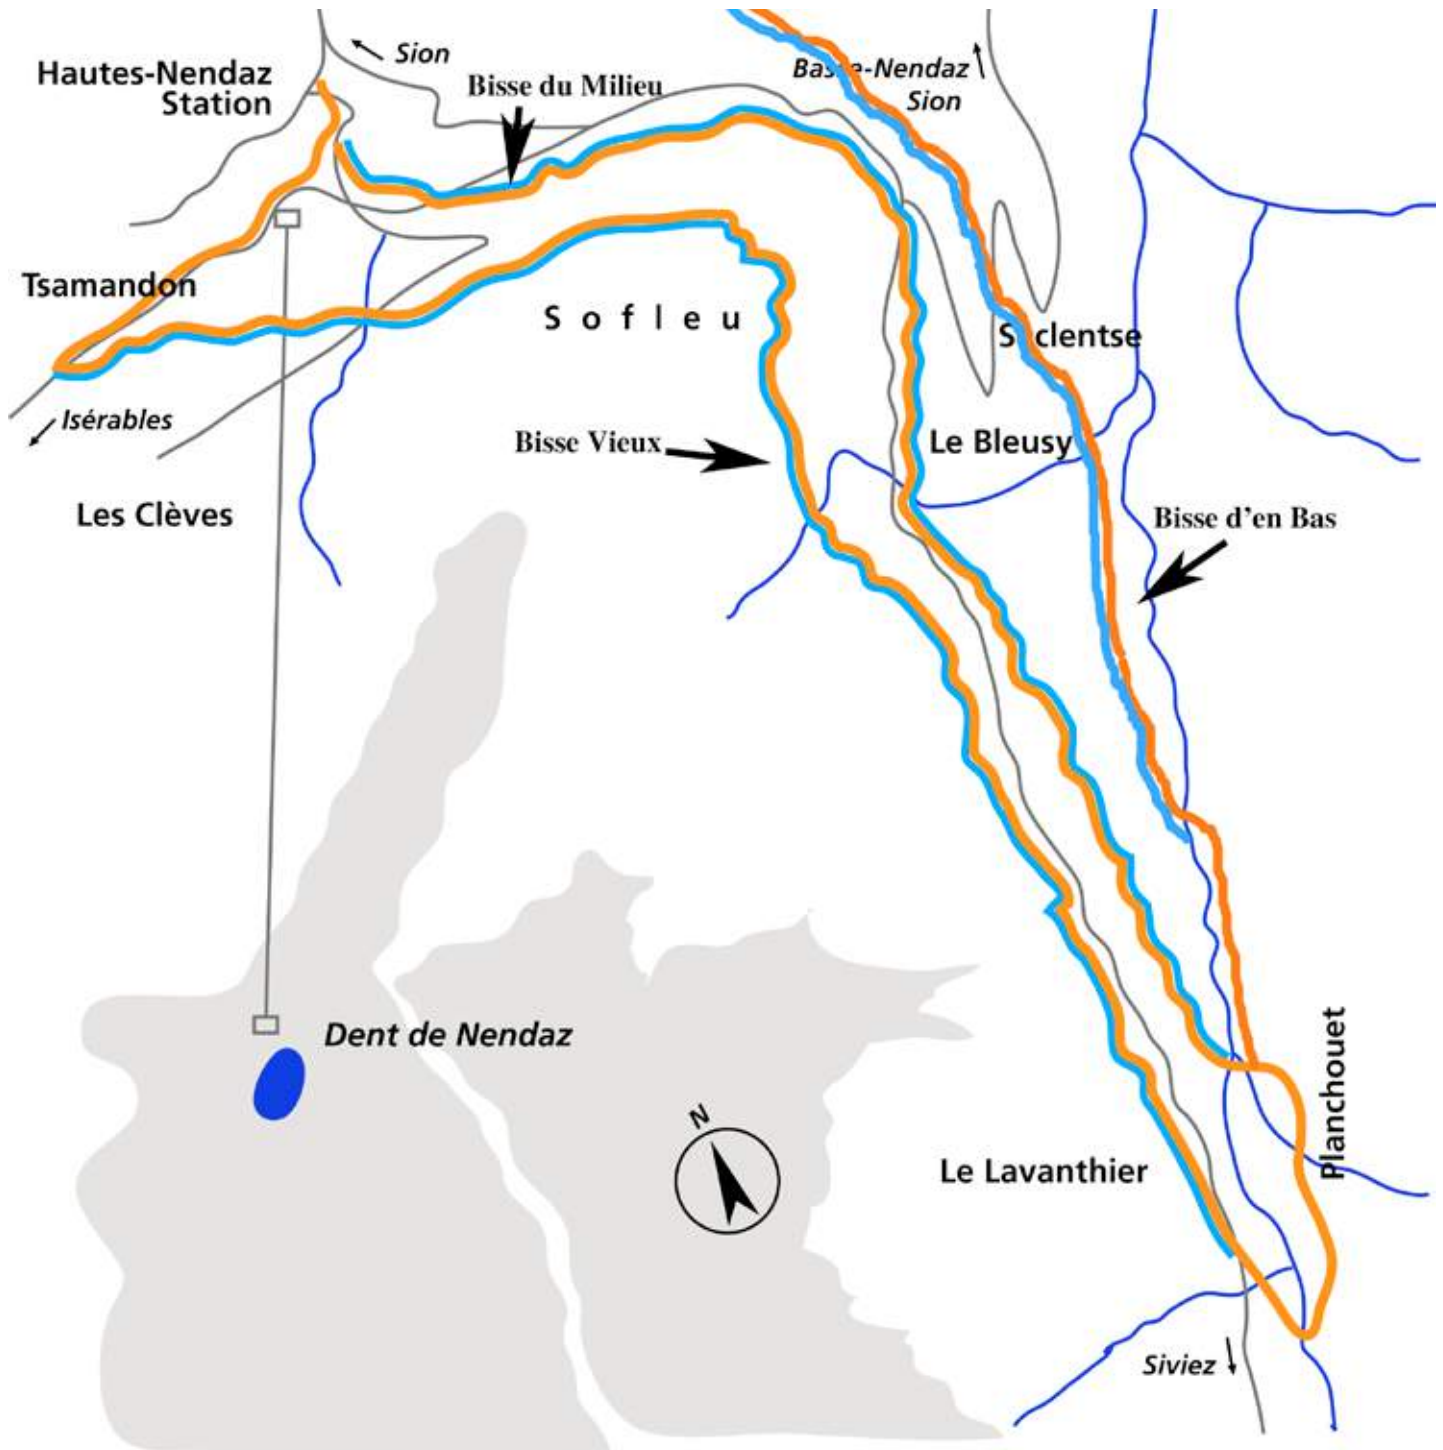 Sion
Hautes-Nendaz
Station
Bisse du Milieu
Basse-Nendaz
Sion
Tsamandon
Sofleu
Saclentse
Isérables
Bisse Vieux
Le Bleusy
Les Clèves
Bisse d'en Bas
Dent de Nendaz
Planchouet
N
Le Lavanthier
Siviez